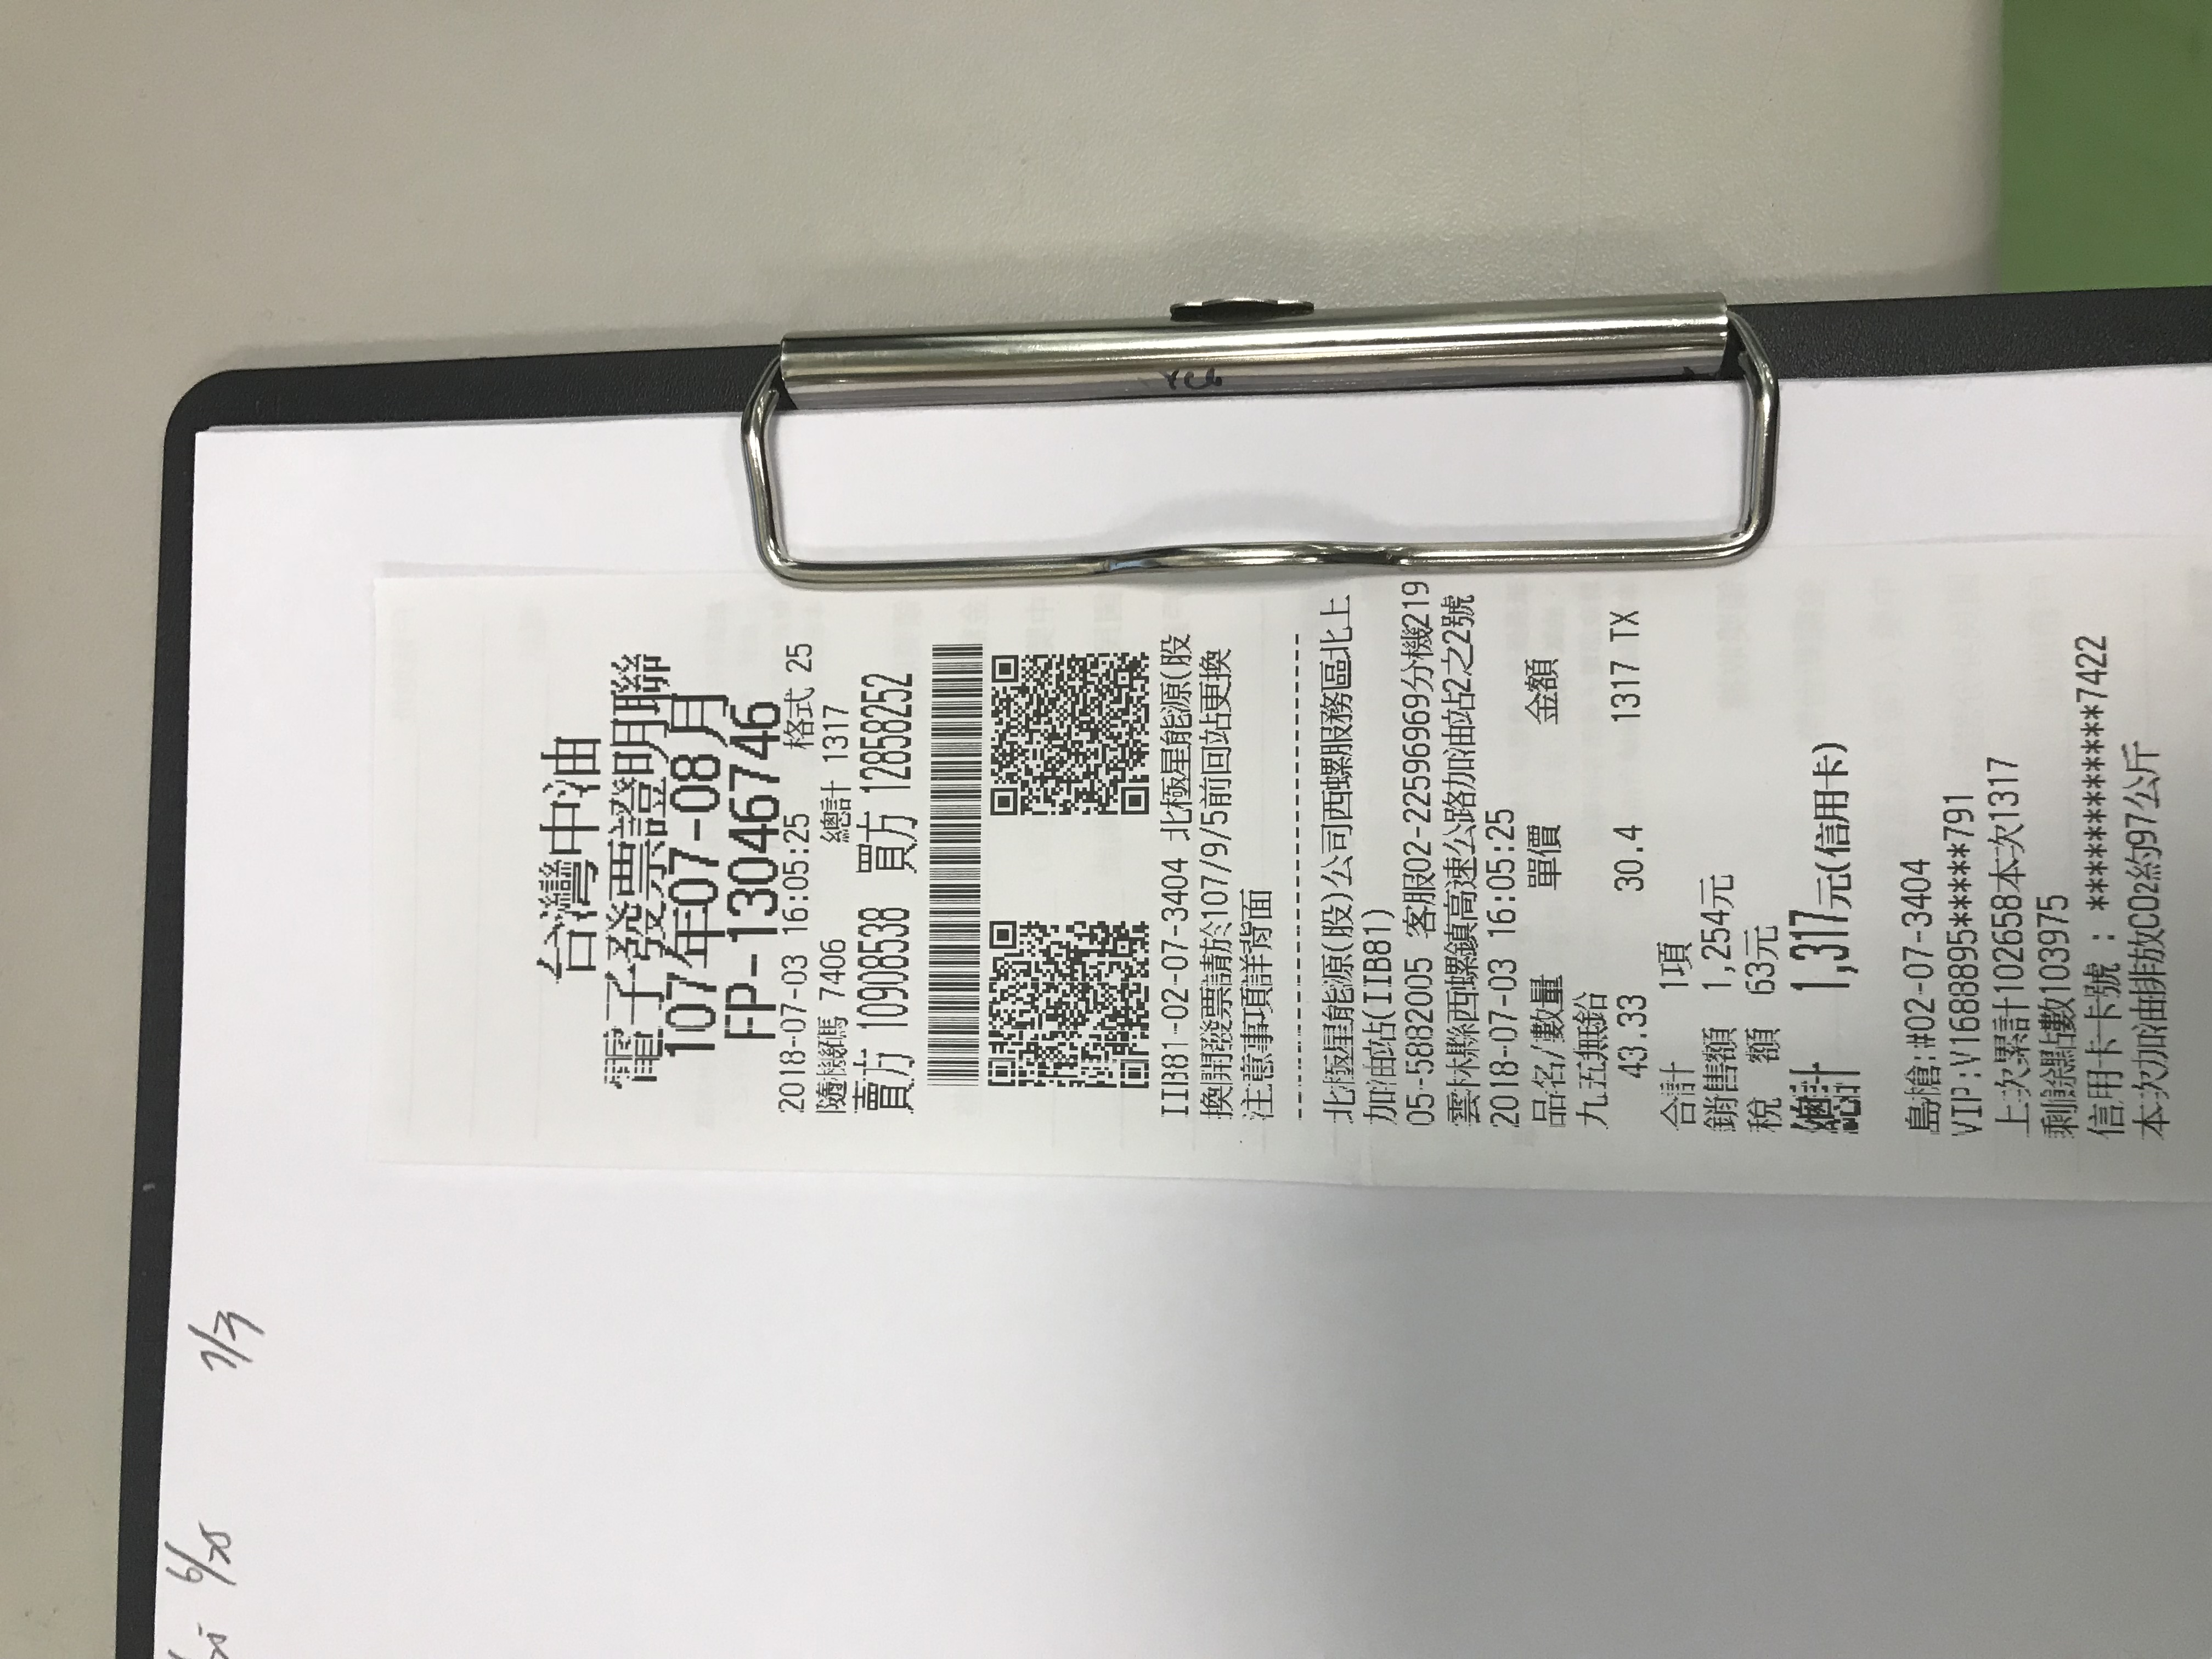 6/25
7/3
台灣中油
電子發票證明聯
107年07-08月
FP-13046746
2018-07-03 16:05:25 格式 25
隨機碼 7406 總計 1317
賣方 10908538 買方 12858252
IIB81-02-07-3404 北極星能源(股
換開發票請於107/9/5前回站更換
注意事項詳背面
--------------------------------
北極星能源(股)公司西螺服務區北上
加油站(IIB81)
05-5882005 客服02-22596969分機219
雲林縣西螺鎮高速公路加油站2之2號
2018-07-03 16:05:25
品名/數量 單價 金額
九五無鉛
43.33 30.4 1317 TX
合計 1項
銷售額 1,254元
稅 額 63元
總計 1,317元(信用卡)
島槍:#02-07-3404
VIP:V1688895*****791
上次累計102658本次1317
剩餘點數103975
信用卡卡號 : ************7422
本次加油排放CO2約97公斤